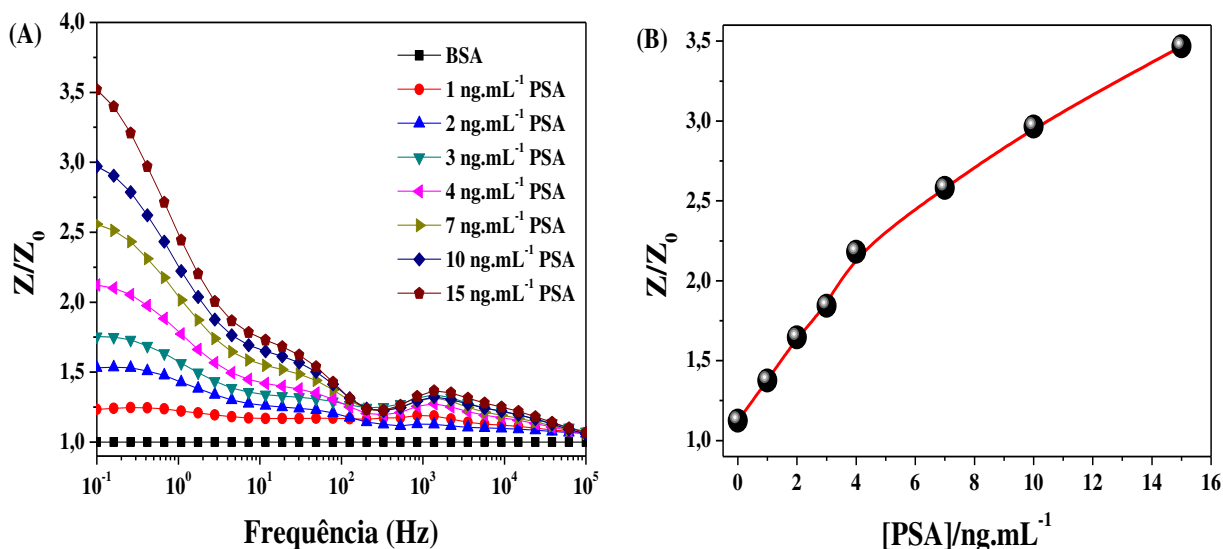 (A)
4,0
3,5
3,0
2,5
2,0
1,5
1,0
Z/Z₀
BSA
1 ng.mL⁻¹ PSA
2 ng.mL⁻¹ PSA
3 ng.mL⁻¹ PSA
4 ng.mL⁻¹ PSA
7 ng.mL⁻¹ PSA
10 ng.mL⁻¹ PSA
15 ng.mL⁻¹ PSA
10⁻¹ 10⁰ 10¹ 10² 10³ 10⁴ 10⁵
Frequência (Hz)
(B)
3,5
3,0
2,5
2,0
1,5
1,0
Z/Z₀
0 2 4 6 8 10 12 14 16
[PSA]/ng.mL⁻¹